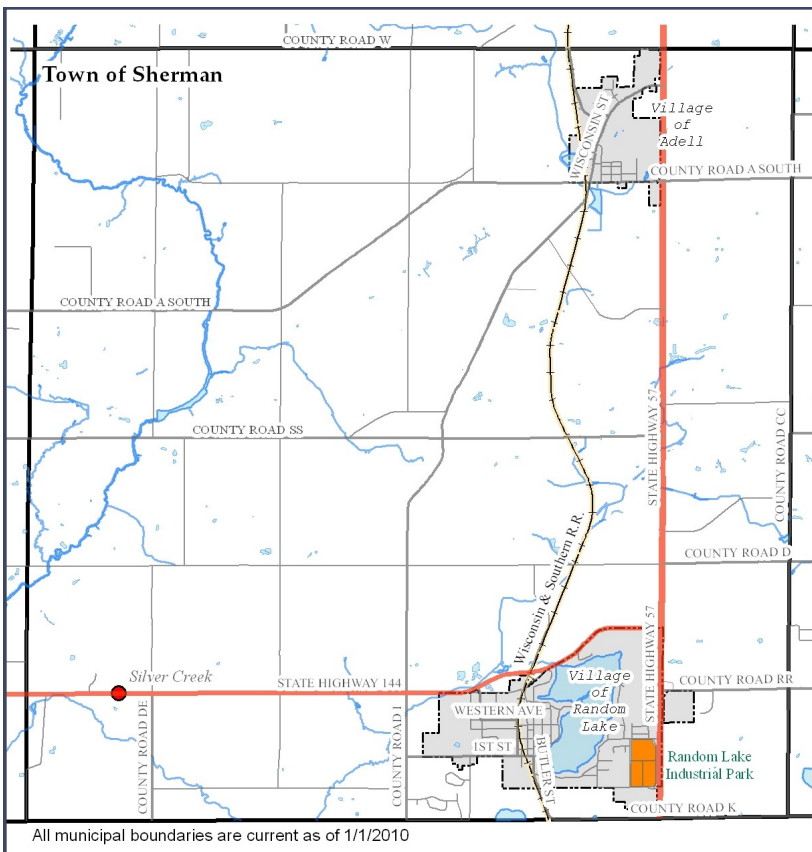 COUNTY ROAD W
Town of Sherman
Village
of
Adell
WISCONSIN ST
COUNTY ROAD A SOUTH
COUNTY ROAD A SOUTH
COUNTY ROAD SS
STATE HIGHWAY 57
COUNTY ROAD CC
COUNTY ROAD D
Wisconsin & Southern R.R.
STATE HIGHWAY 57
Silver Creek
STATE HIGHWAY 144
Village
of
Random
Lake
COUNTY ROAD RR
COUNTY ROAD DE
COUNTY ROAD I
WESTERN AVE
1ST ST
BUTLER ST
Random Lake
Industrial Park
COUNTY ROAD K
All municipal boundaries are current as of 1/1/2010